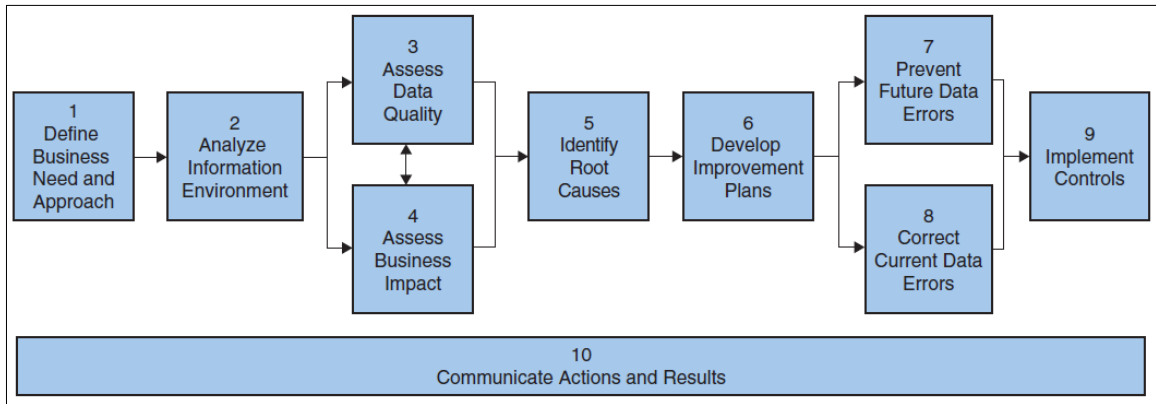 1
Define
Business
Need and
Approach
2
Analyze
Information
Environment
3
Assess
Data
Quality
4
Assess
Business
Impact
5
Identify
Root
Causes
6
Develop
Improvement
Plans
7
Prevent
Future Data
Errors
8
Correct
Current Data
Errors
9
Implement
Controls
10
Communicate Actions and Results